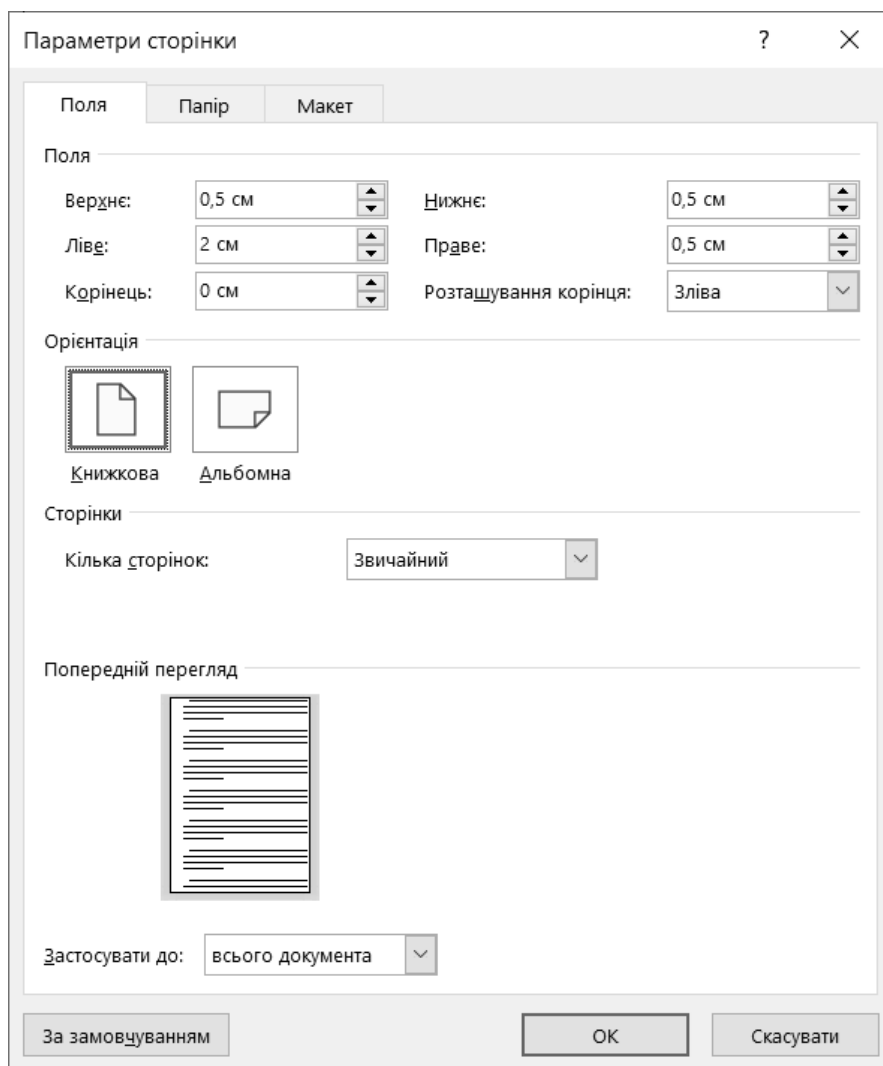 Параметри сторінки ?
Поля Папір Макет
Поля
Верхнє: 0,5 см Нижнє: 0,5 см
Ліве: 2 см Праве: 0,5 см
Корінець: 0 см Розташування корінця: Зліва
Орієнтація
Книжкова Альбомна
Сторінки
Кілька сторінок: Звичайний
Попередній перегляд
Застосувати до: всього документа
За замовчуванням ОК Скасувати